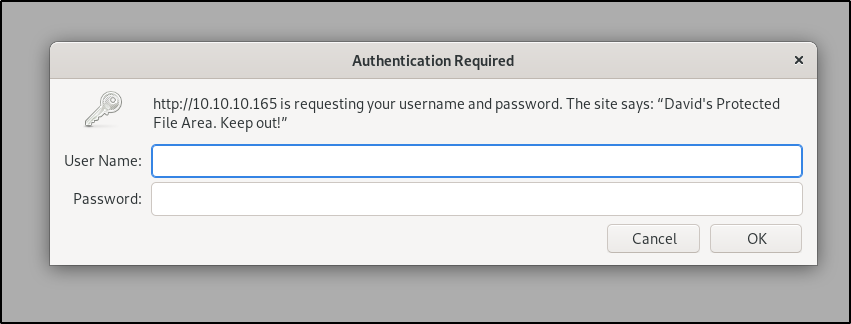 Authentication Required
http://10.10.10.165 is requesting your username and password. The site says: “David's Protected
File Area. Keep out!”
User Name:
Password:
Cancel OK